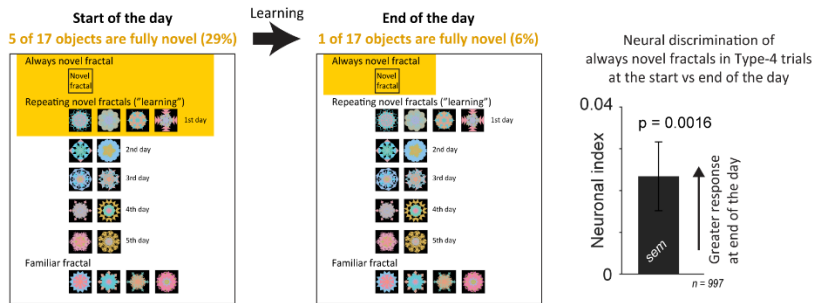 Start of the day
5 of 17 objects are fully novel (29%)
Always novel fractal
Novel
fractal
Repeating novel fractals ("learning")
1st day
2nd day
3rd day
4th day
5th day
Familiar fractal
Learning
End of the day
1 of 17 objects are fully novel (6%)
Always novel fractal
Novel
fractal
Repeating novel fractals ("learning")
1st day
2nd day
3rd day
4th day
5th day
Familiar fractal
Neural discrimination of
always novel fractals in Type-4 trials
at the start vs end of the day
0.04
p = 0.0016
Neuronal index
sem
Greater response
at end of the day
0
n = 997